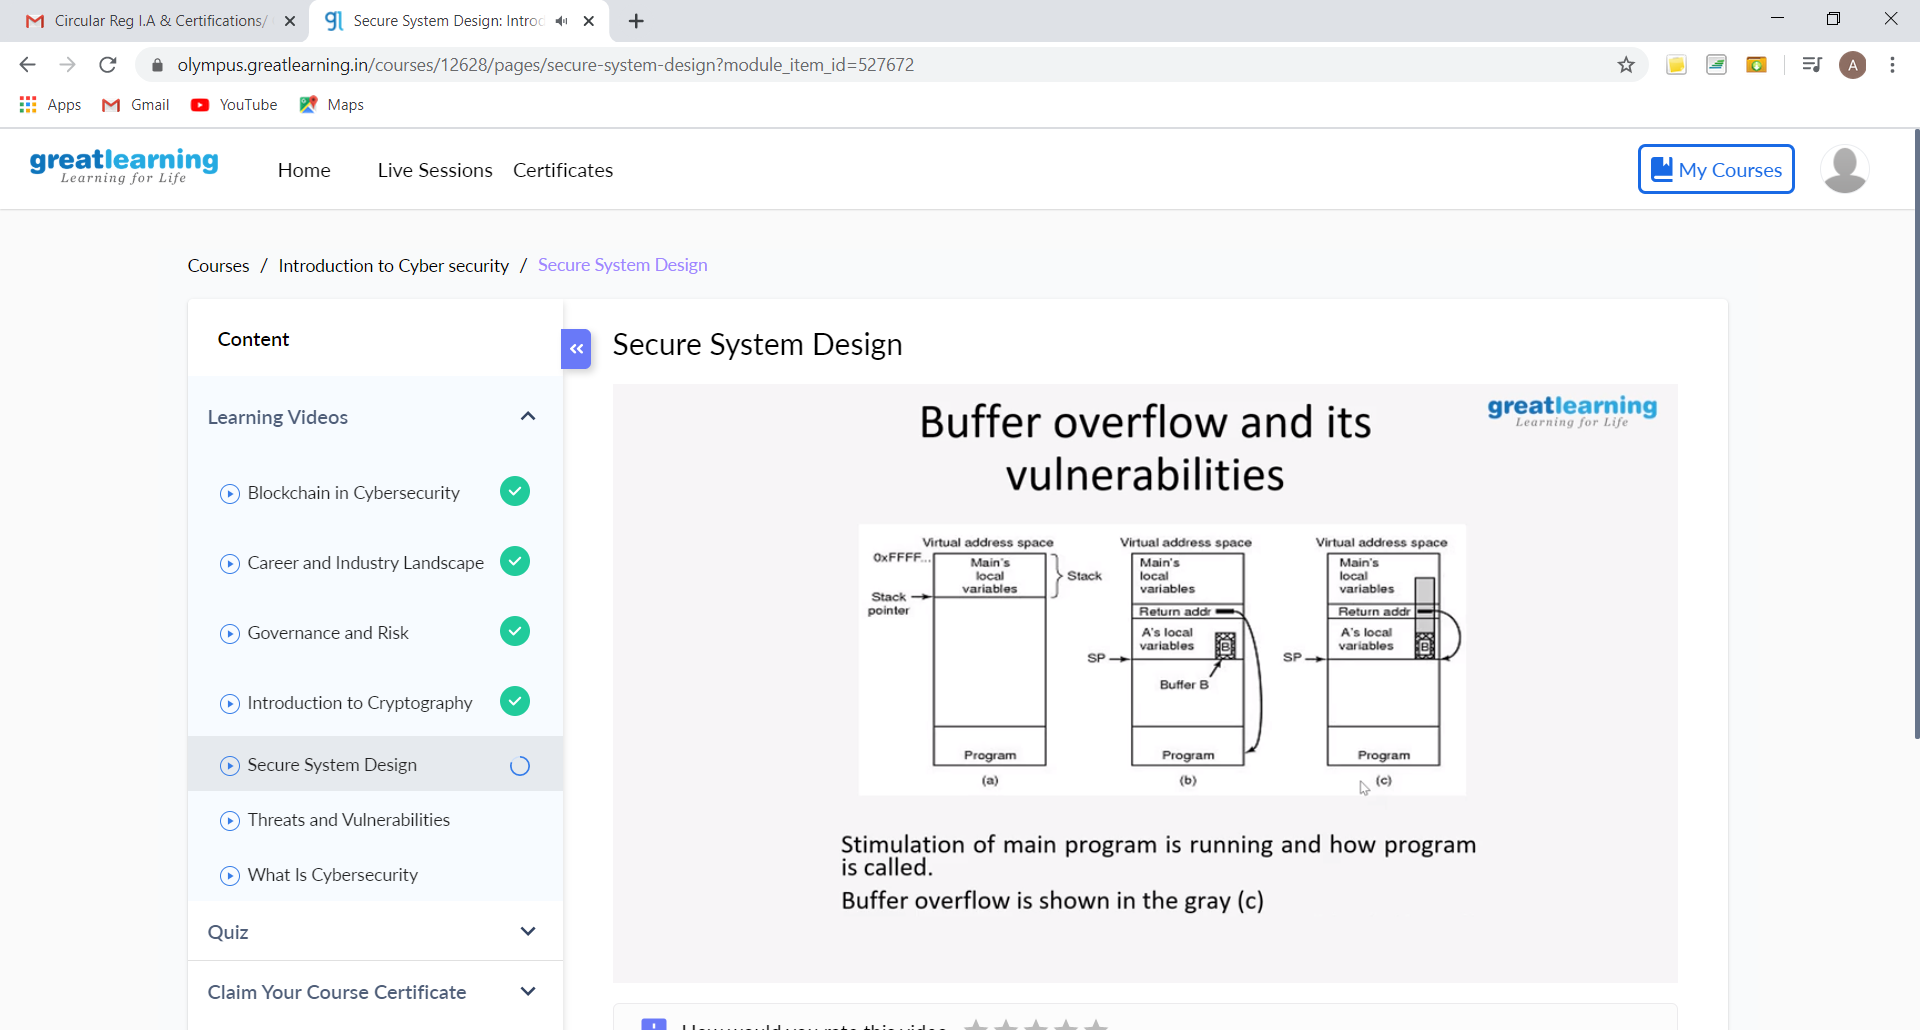 Circular Reg I.A & Certifications/
Secure System Design: Introd
olympus.greatlearning.in/courses/12628/pages/secure-system-design?module_item_id=527672
A
Apps
Gmail
YouTube
Maps
greatlearning
Learning for Life
Home
Live Sessions
Certificates
My Courses
Courses / Introduction to Cyber security / Secure System Design
Content
Learning Videos
Blockchain in Cybersecurity
Career and Industry Landscape
Governance and Risk
Introduction to Cryptography
Secure System Design
Threats and Vulnerabilities
What Is Cybersecurity
Quiz
Claim Your Course Certificate
Secure System Design
greatlearning
Learning for Life
Buffer overflow and its
vulnerabilities
Virtual address space
0xFFFF...
Main's
local
variables
Stack
Stack
pointer
Program
(a)
Virtual address space
Main's
local
variables
Return addr
A's local
variables
B
SP
Buffer B
Program
(b)
Virtual address space
Main's
local
variables
Return addr
A's local
variables
B
SP
Program
(c)
Stimulation of main program is running and how program
is called.
Buffer overflow is shown in the gray (c)
How would you rate this video